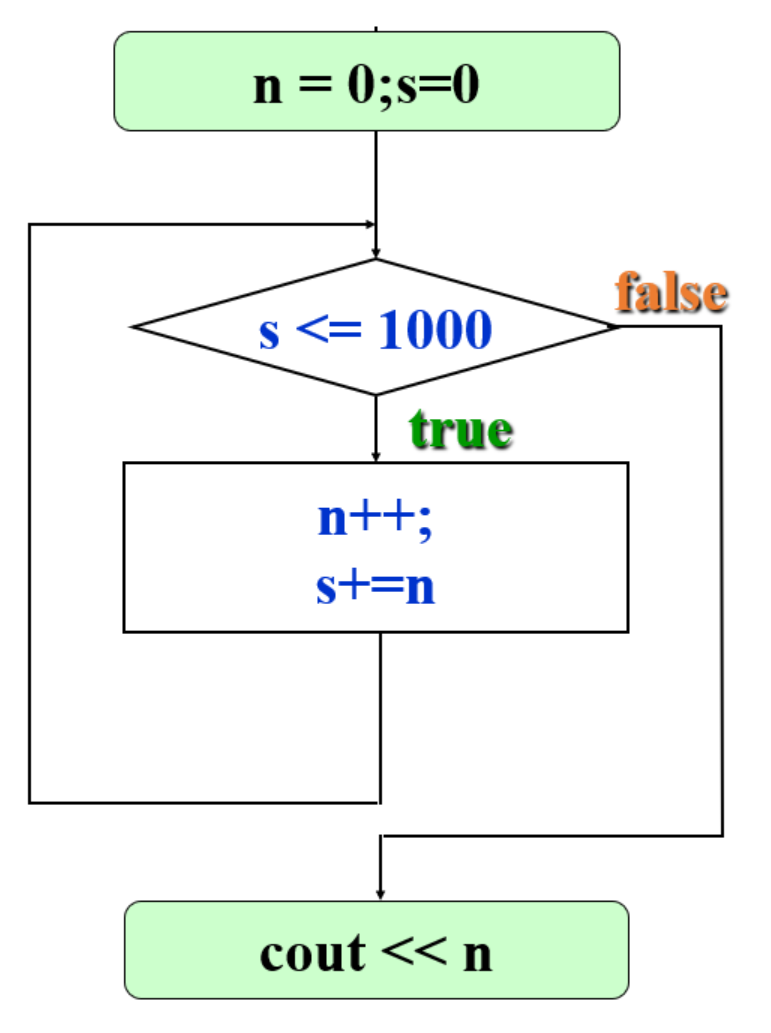 n = 0;s=0
false
s <= 1000
true
n++;
s+=n
cout << n